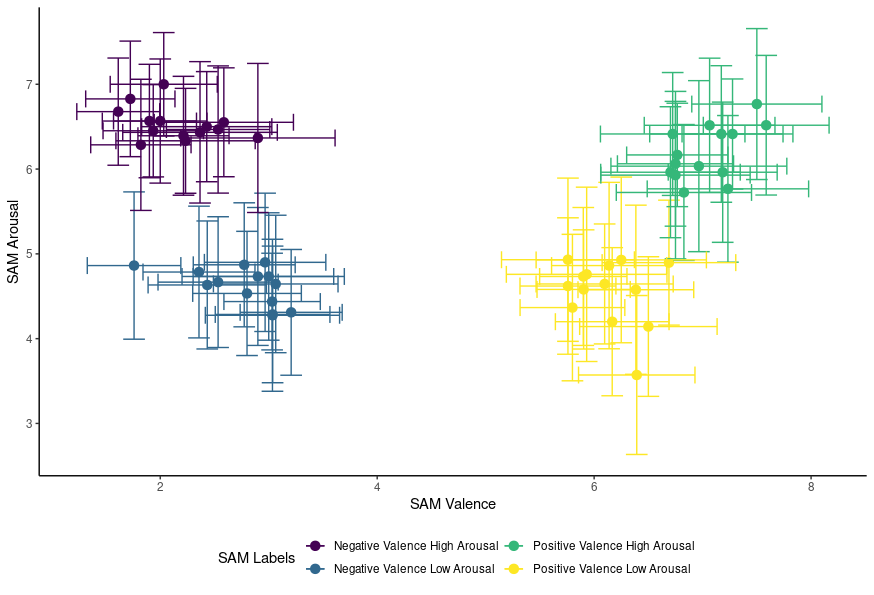 7
6
5
4
3
SAM Arousal
2 4 6 8
SAM Valence
SAM Labels
Negative Valence High Arousal Positive Valence High Arousal
Negative Valence Low Arousal Positive Valence Low Arousal